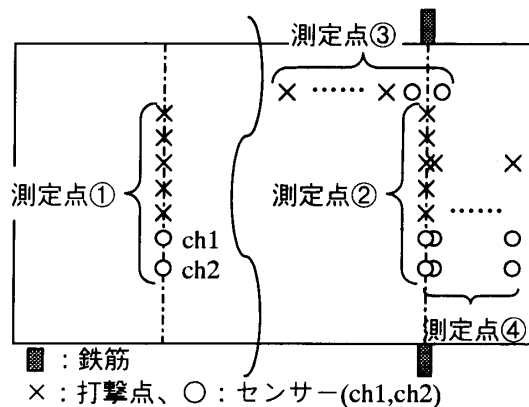 測定点③
×……×○○
測定点①
測定点②
××　×
……
ch1
ch2
測定点④
：鉄筋
×：打撃点、○：センサー(ch1,ch2)